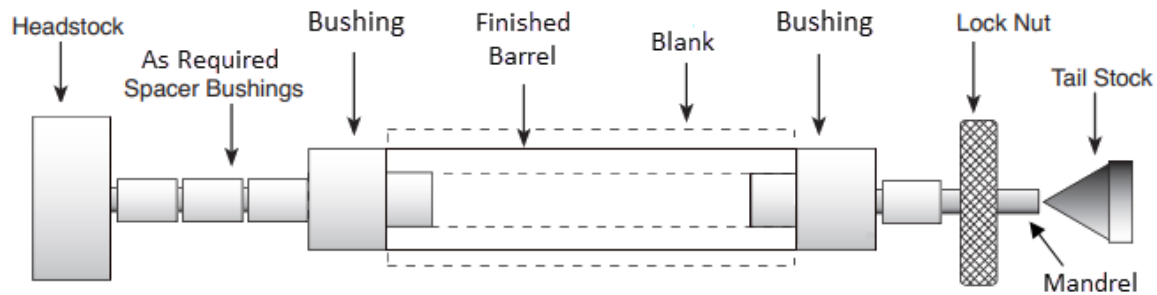 Headstock
As Required
Spacer Bushings
Bushing
Finished
Barrel
Blank
Bushing
Lock Nut
Tail Stock
Mandrel